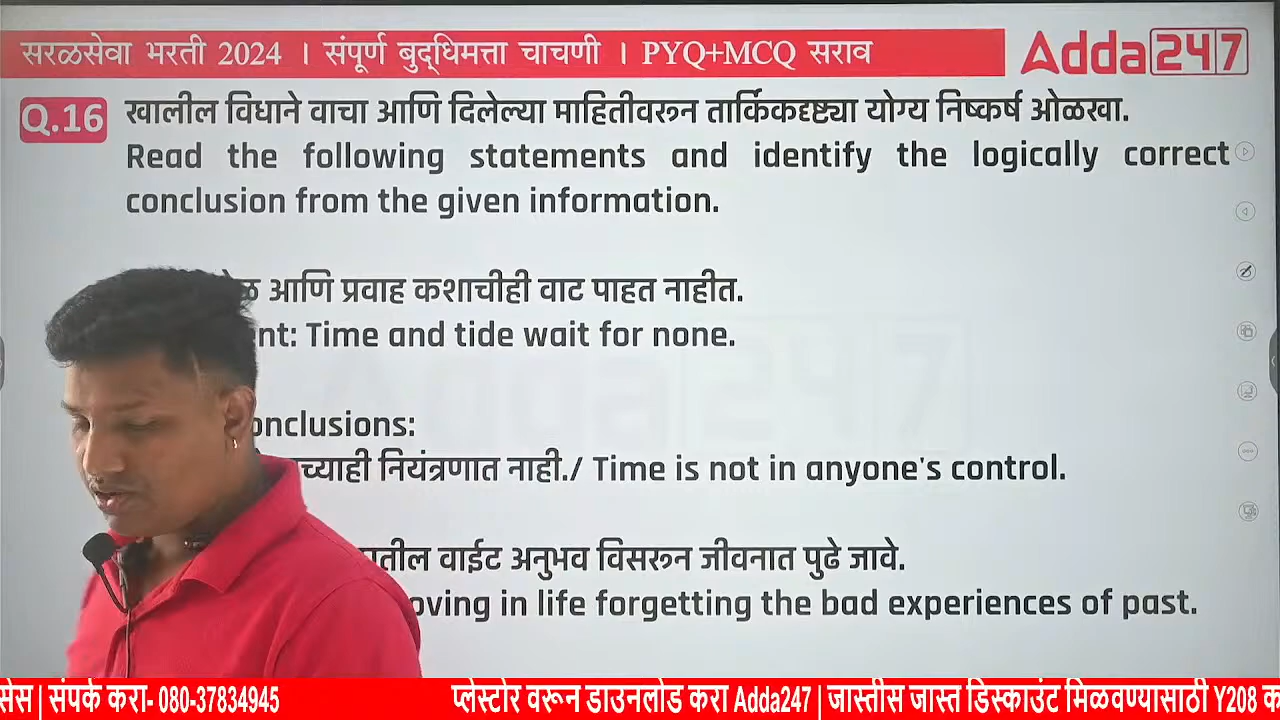 सरळसेवा भरती 2024 । संपूर्ण बुद्धिमत्ता चाचणी । PYQ+MCQ सराव
Adda247
Q.16 खालील विधाने वाचा आणि दिलेल्या माहितीवरून तार्किकदृष्ट्या योग्य निष्कर्ष ओळखा.
Read the following statements and identify the logically correct
conclusion from the given information.
आणि प्रवाह कशाचीही वाट पाहत नाहीत.
Time and tide wait for none.
onclusions:
नियंत्रणात नाही./ Time is not in anyone's control.
वाईट अनुभव विसरून जीवनात पुढे जावे.
oving in life forgetting the bad experiences of past.
सेस | संपर्क करा- 080-37834945 प्लेस्टोर वरून डाउनलोड करा Adda247 | जास्तीस जास्त डिस्काउंट मिळवण्यासाठी Y208 क